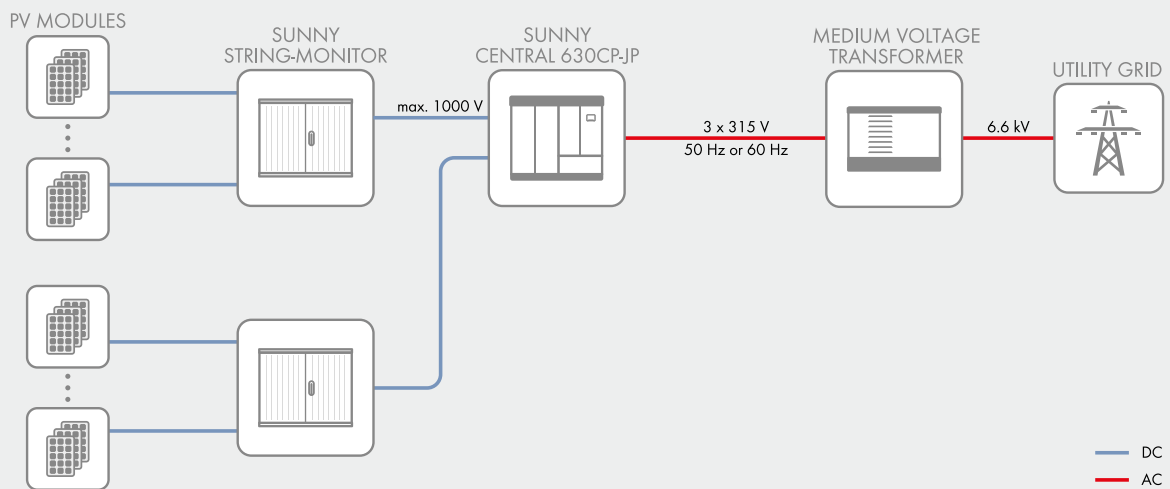 PV MODULES
SUNNY
STRING-MONITOR
SUNNY
CENTRAL 630CP-JP
MEDIUM VOLTAGE
TRANSFORMER
UTILITY GRID
max. 1000 V
3 x 315 V
50 Hz or 60 Hz
6.6 kV
DC
AC